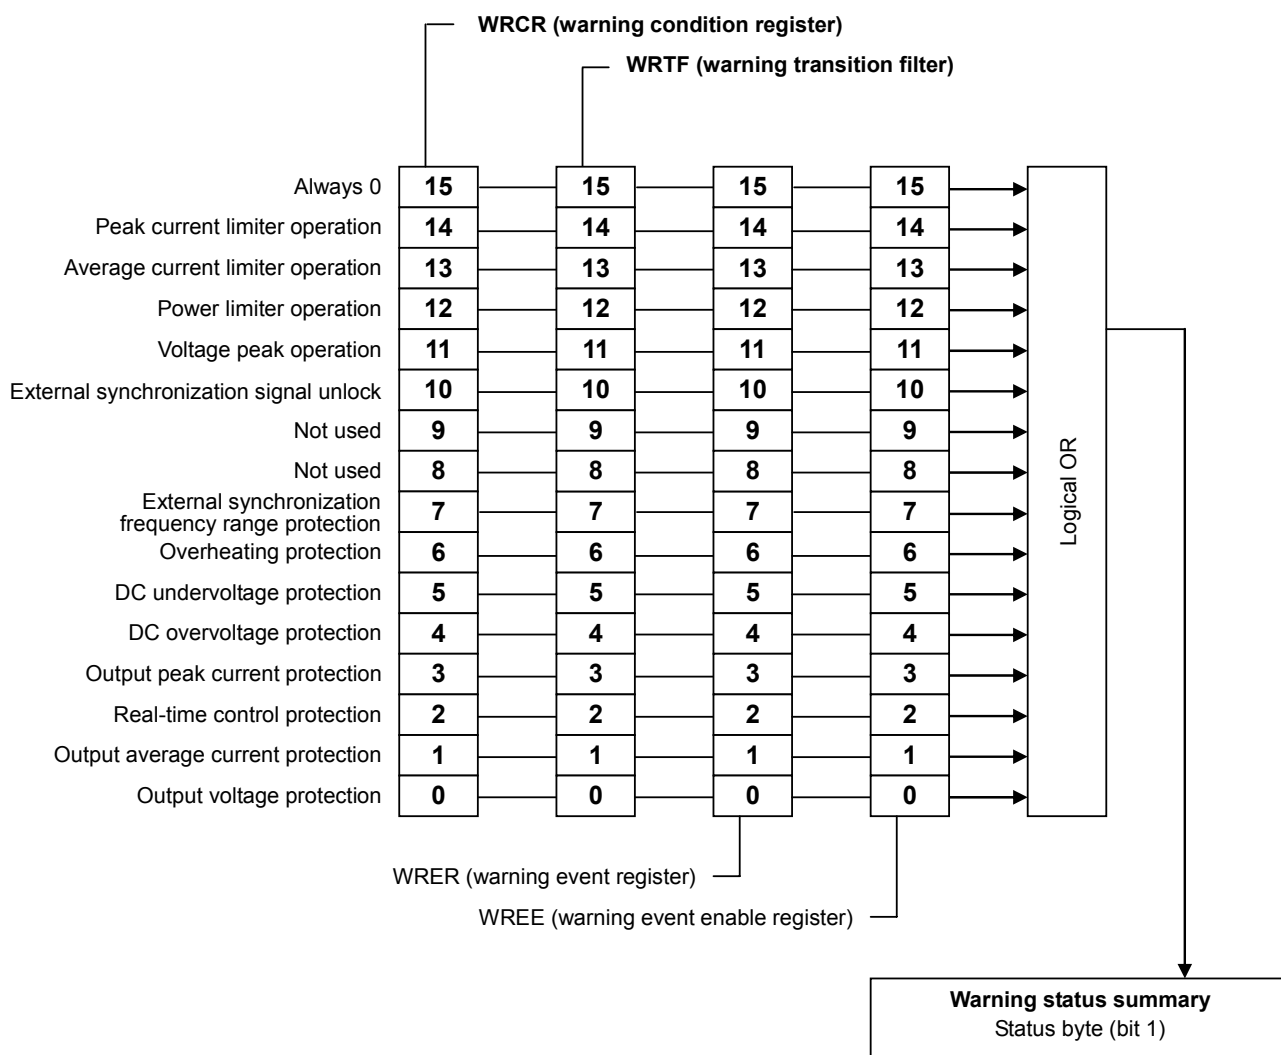 WRCR (warning condition register)
WRTF (warning transition filter)
Always 0 15 15 15 15
Peak current limiter operation 14 14 14 14
Average current limiter operation 13 13 13 13
Power limiter operation 12 12 12 12
Voltage peak operation 11 11 11 11
External synchronization signal unlock 10 10 10 10
Not used 9 9 9 9
Not used 8 8 8 8
External synchronization
frequency range protection 7 7 7 7
Overheating protection 6 6 6 6
DC undervoltage protection 5 5 5 5
DC overvoltage protection 4 4 4 4
Output peak current protection 3 3 3 3
Real-time control protection 2 2 2 2
Output average current protection 1 1 1 1
Output voltage protection 0 0 0 0
Logical OR
WRER (warning event register)
WREE (warning event enable register)
Warning status summary
Status byte (bit 1)